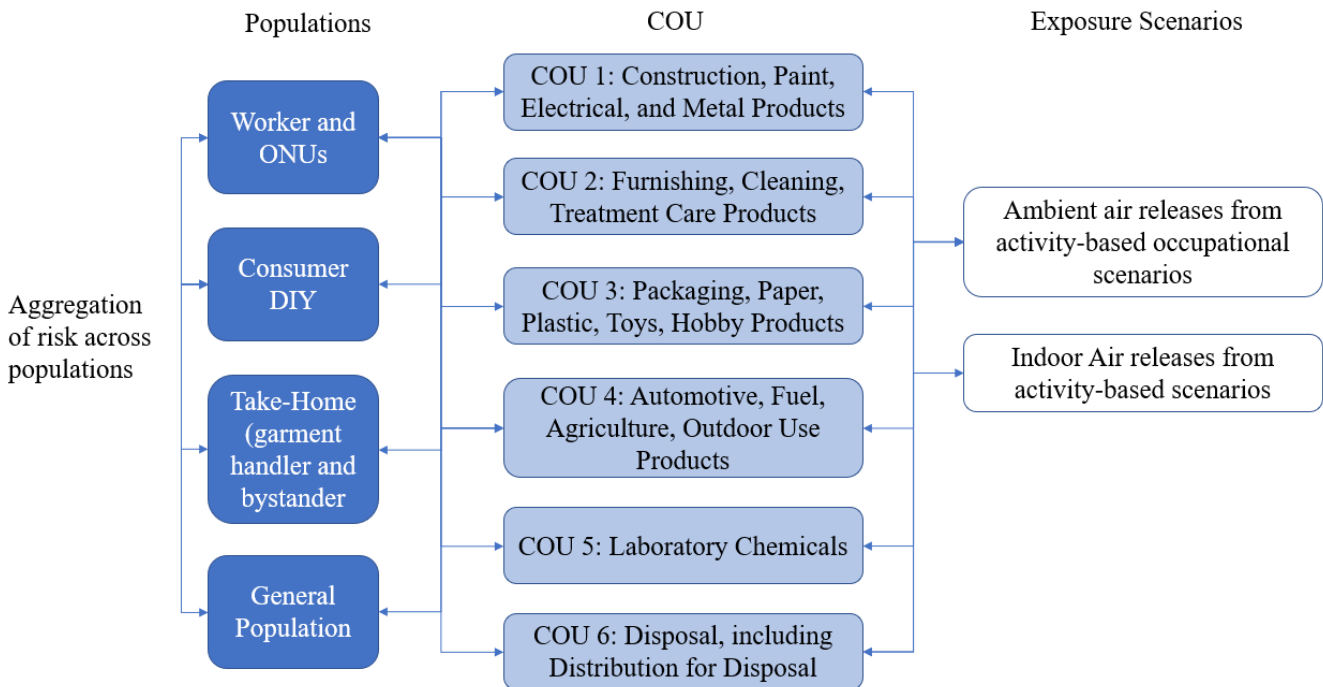 Populations
COU
Exposure Scenarios
Aggregation
of risk across
populations
Worker and
ONUs
Consumer
DIY
Take-Home
(garment
handler and
bystander
General
Population
COU 1: Construction, Paint,
Electrical, and Metal Products
COU 2: Furnishing, Cleaning,
Treatment Care Products
COU 3: Packaging, Paper,
Plastic, Toys, Hobby Products
COU 4: Automotive, Fuel,
Agriculture, Outdoor Use
Products
COU 5: Laboratory Chemicals
COU 6: Disposal, including
Distribution for Disposal
Ambient air releases from
activity-based occupational
scenarios
Indoor Air releases from
activity-based scenarios